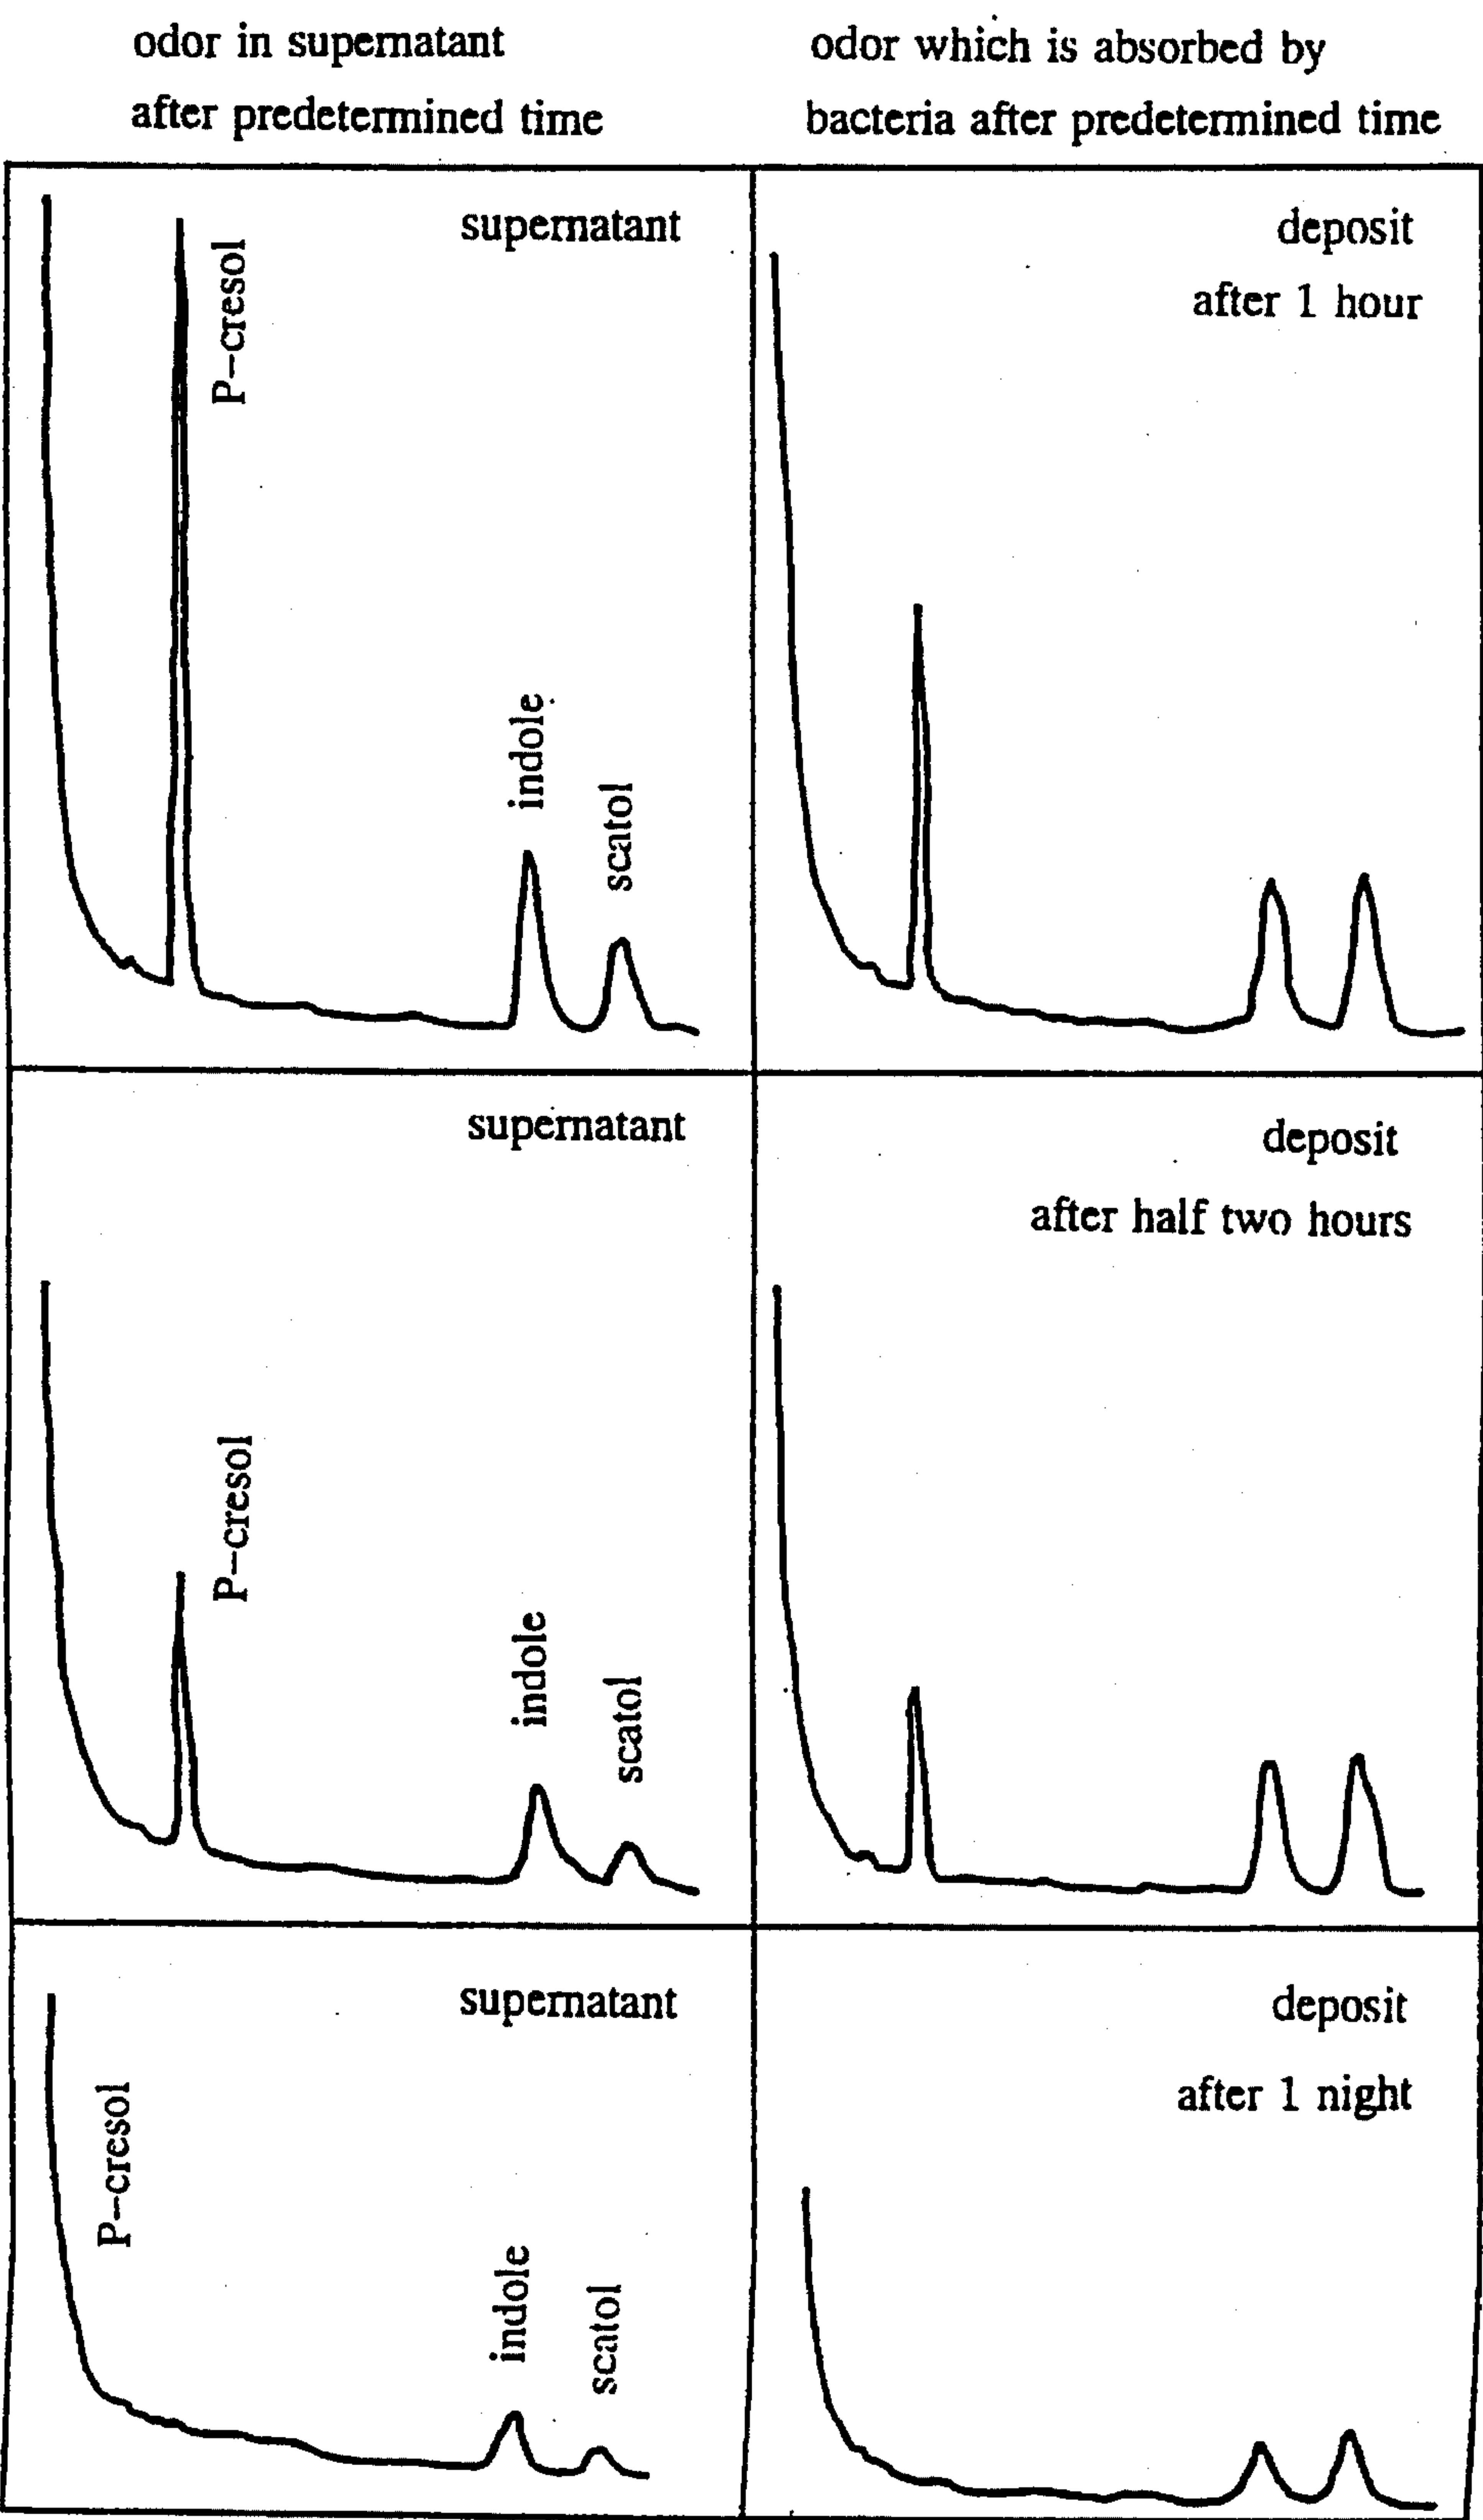 odor in supernatant
after predetermined time
odor which is absorbed by
bacteria after predetermined time
supernatant
P-cresol
indole
scatol
deposit
after 1 hour
supernatant
P-cresol
indole
scatol
deposit
after half two hours
supernatant
P-cresol
indole
scatol
deposit
after 1 night